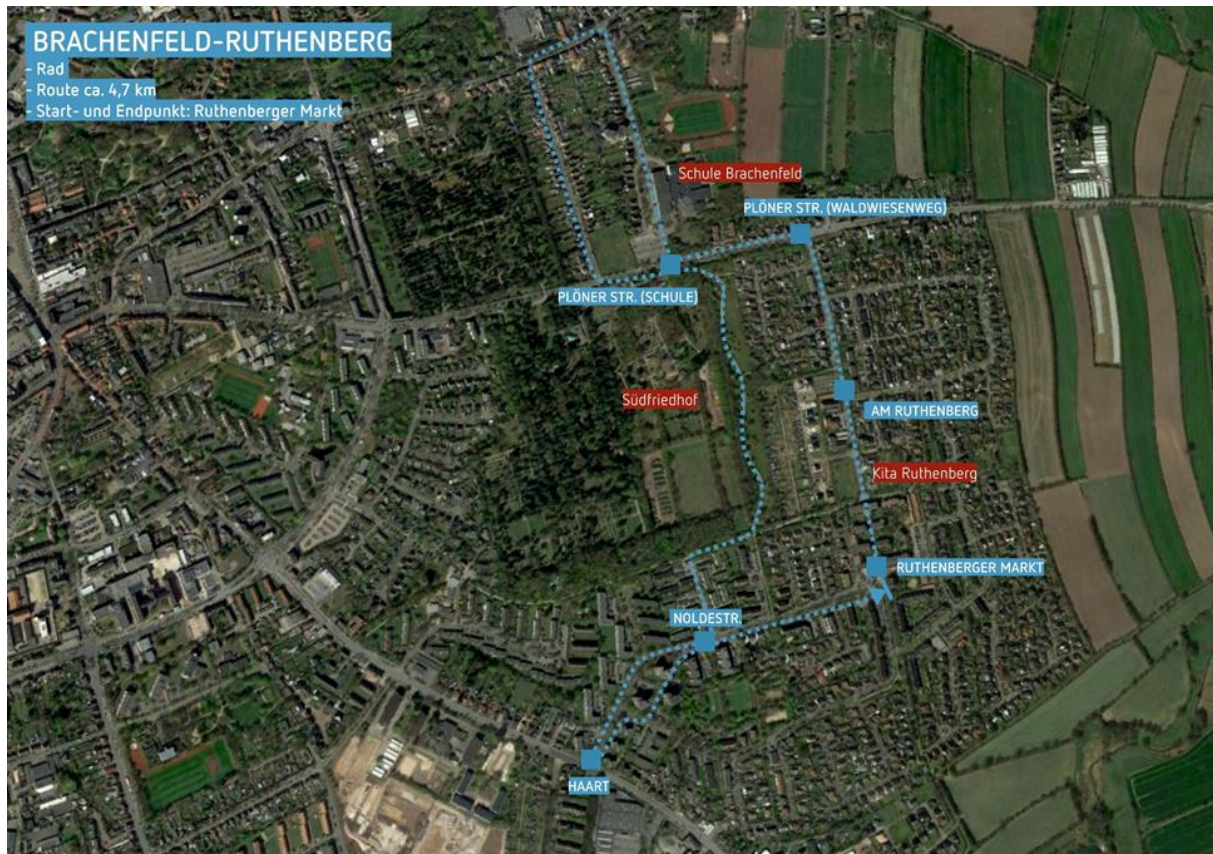 BRACHENFELD-RUTHENBERG
- Rad
- Route ca. 4,7 km
- Start- und Endpunkt: Ruthenberger Markt
Schule Brachenfeld
PLÖNER STR. (WALDWIESENWEG)
PLÖNER STR. (SCHULE)
Südfriedhof
AM RUTHENBERG
Kita Ruthenberg
RUTHENBERGER MARKT
NOLDESTR.
HAART